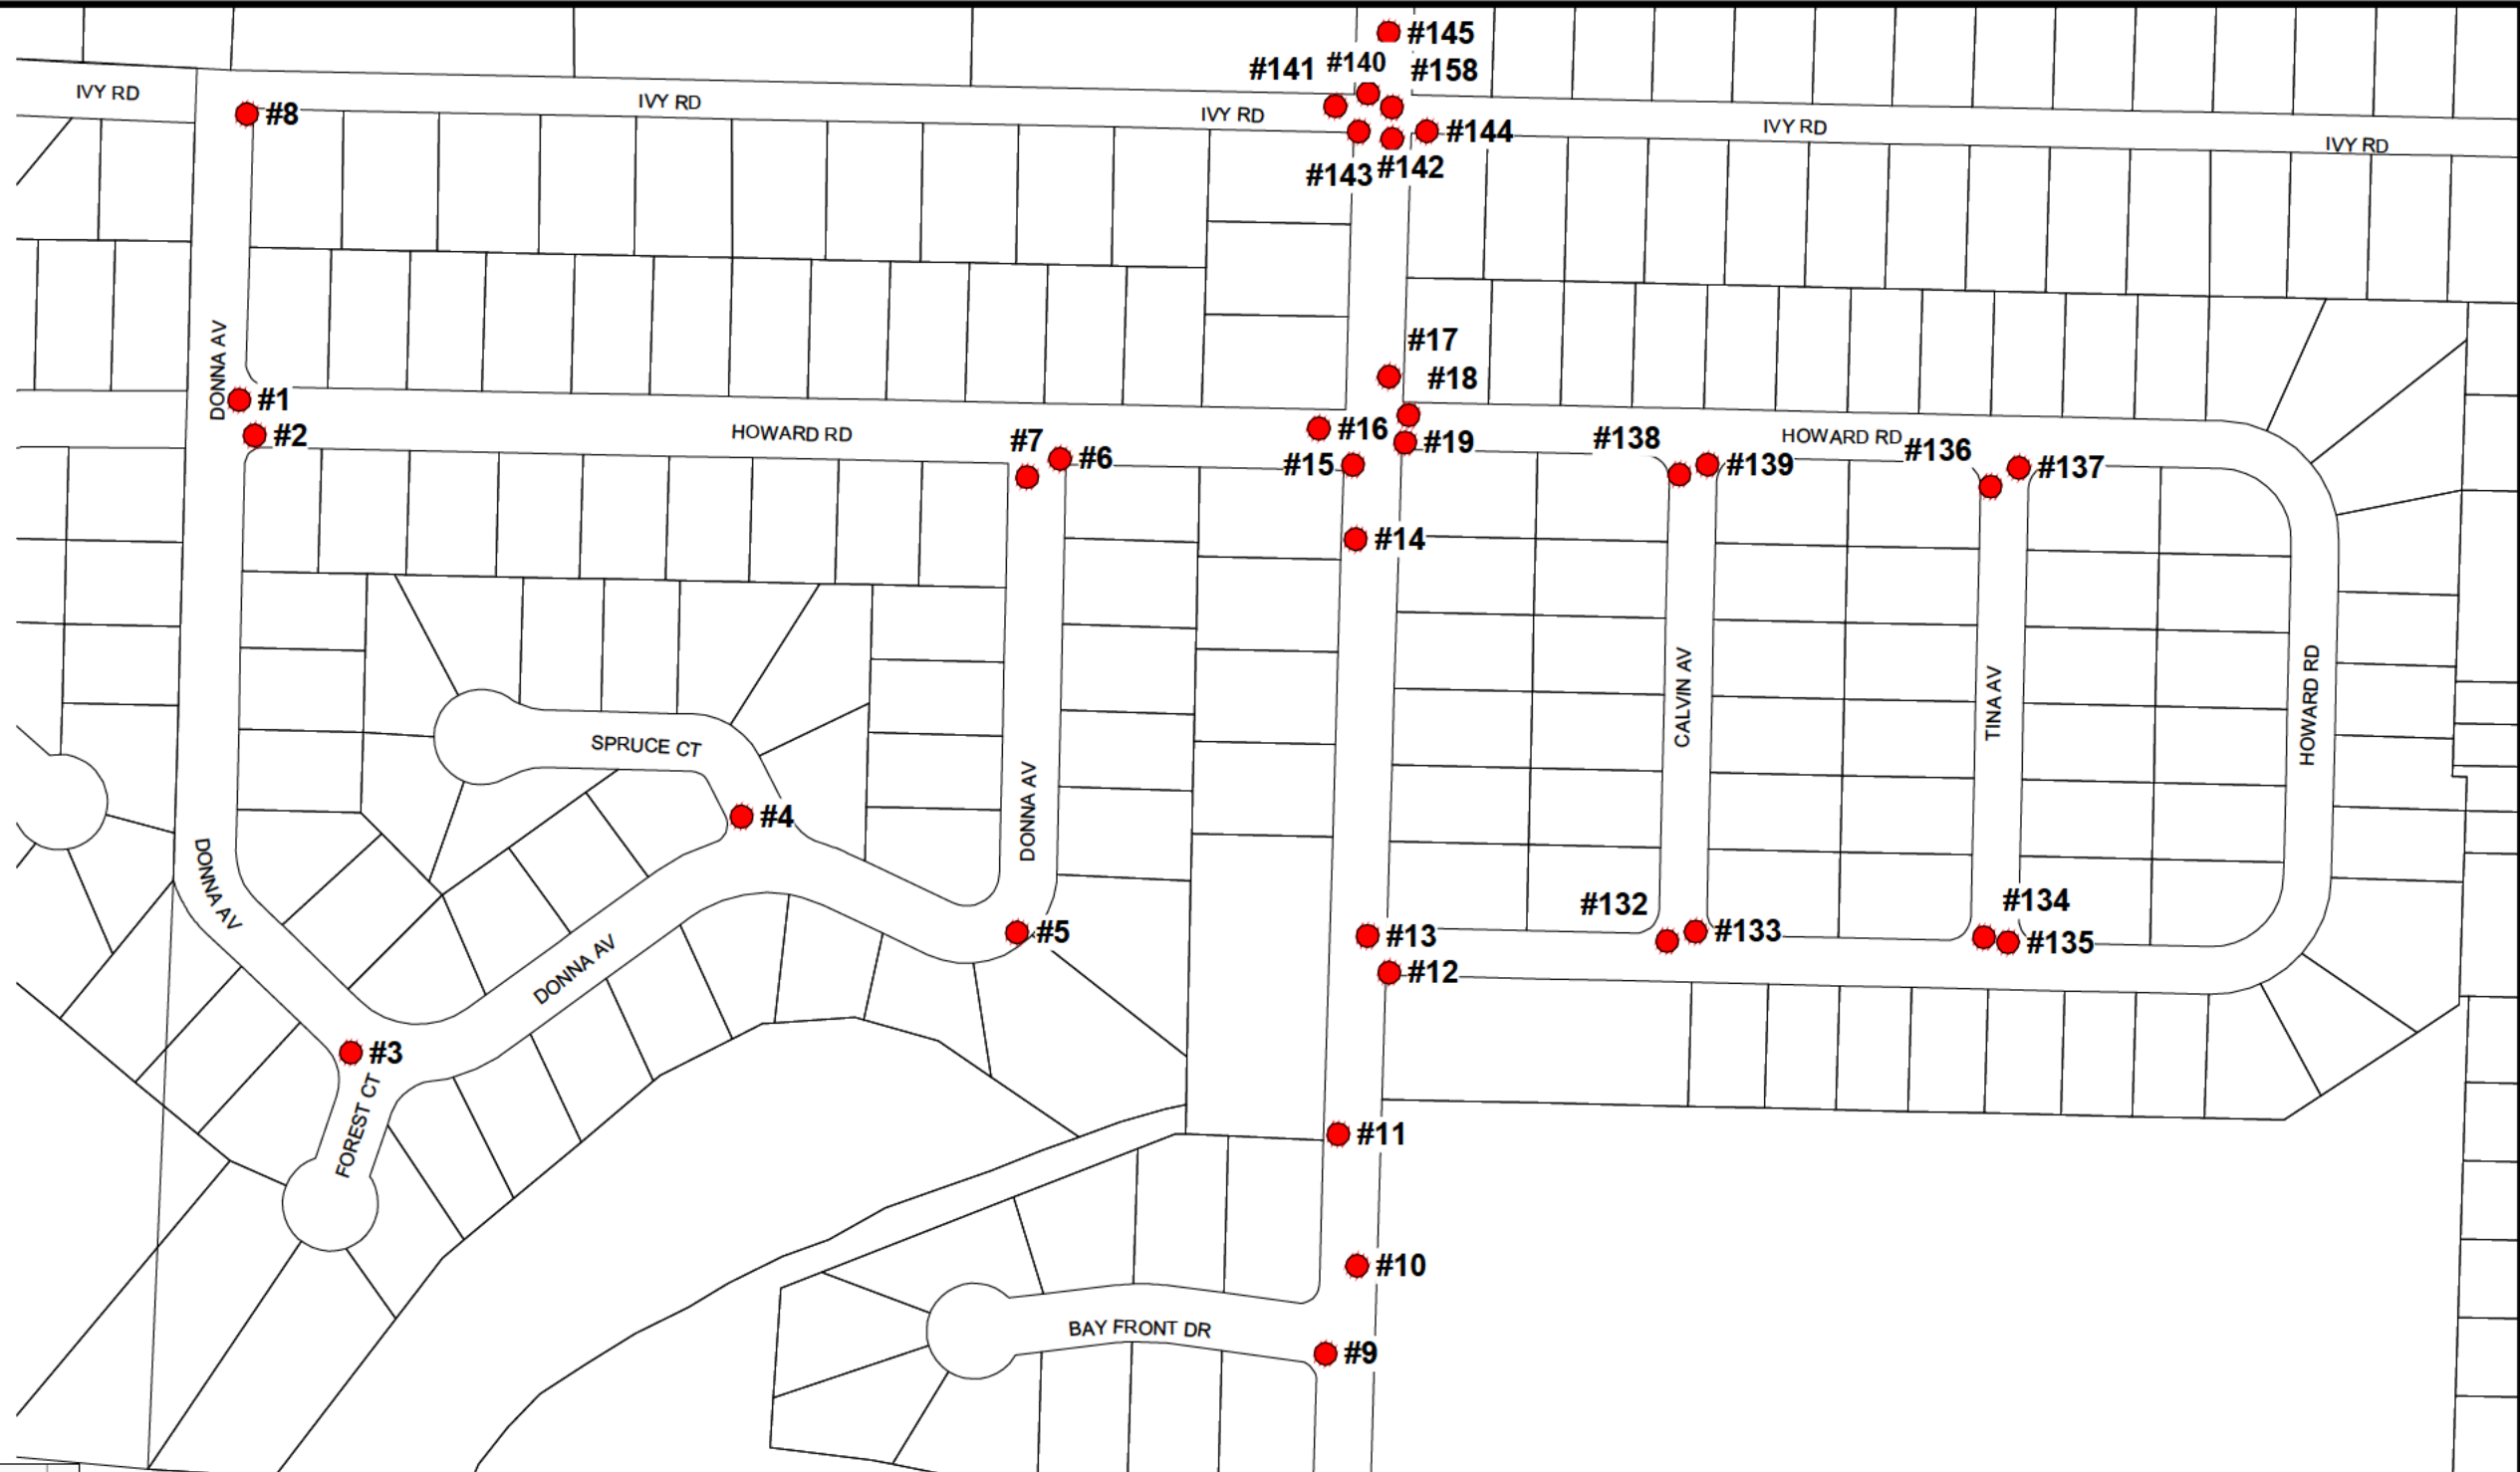 #145
#141
#140
#158
IVY RD
IVY RD
#8
IVY RD
#144
IVY RD
IVY RD
#143
#142
#17
#18
DONNA AV
#1
#2
HOWARD RD
#7
#6
#16
#15
#19
#138
HOWARD RD
#139
#136
#137
#14
CALVIN AV
TINA AV
HOWARD RD
SPRUCE CT
#4
DONNA AV
DONNA AV
#5
#132
#133
#134
#135
#13
#12
DONNA AV
#3
FOREST CT
#11
#10
BAY FRONT DR
#9